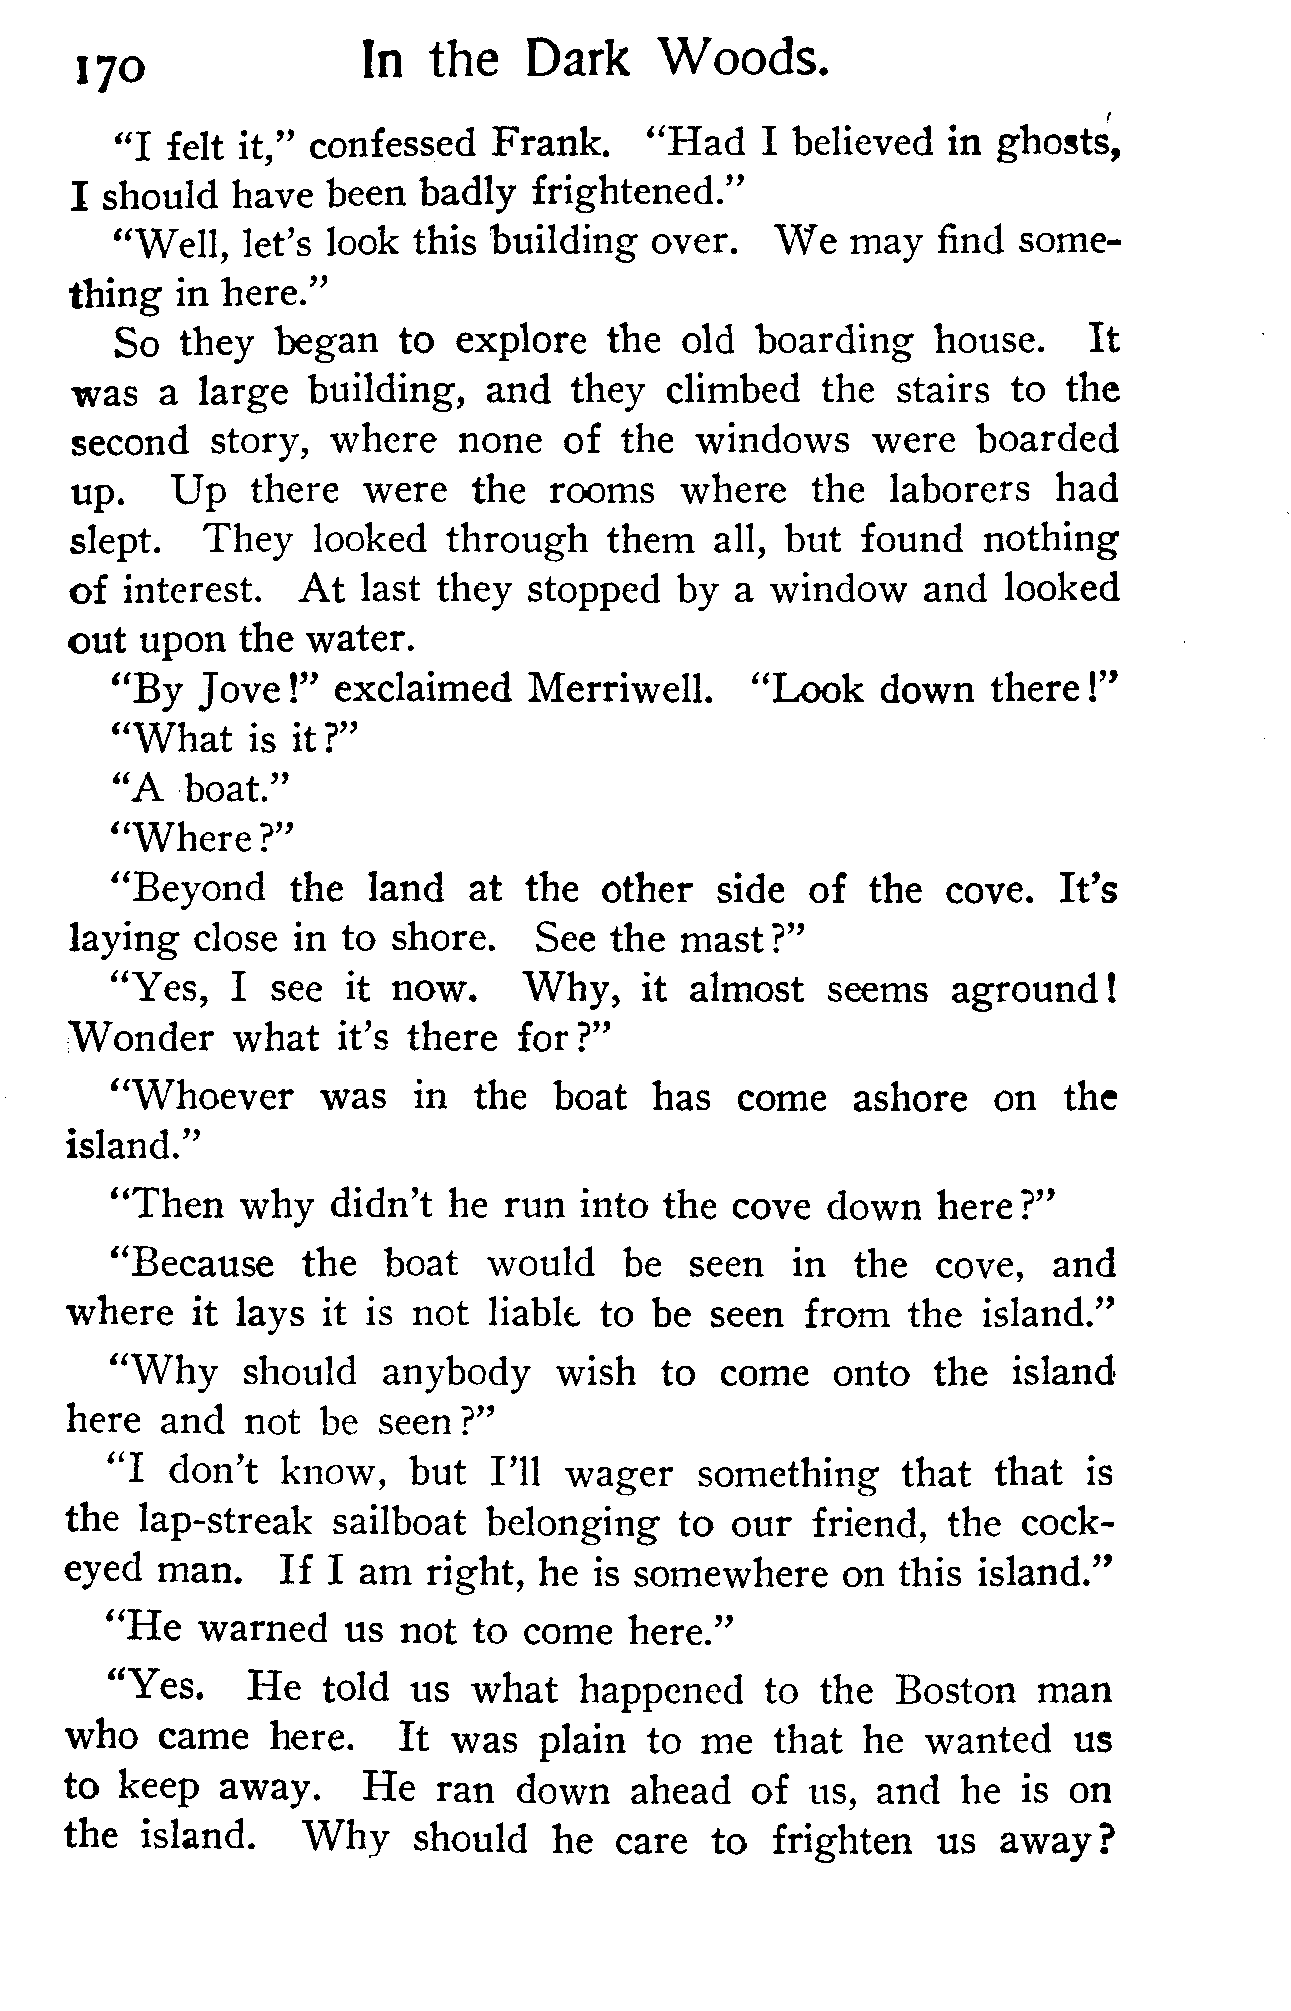 170 In the Dark Woods.
"I felt it," confessed Frank. "Had I believed in ghosts,
I should have been badly frightened."
"Well, let's look this building over. We may find some-
thing in here."
So they began to explore the old boarding house. It
was a large building, and they climbed the stairs to the
second story, where none of the windows were boarded
up. Up there were the rooms where the laborers had
slept. They looked through them all, but found nothing
of interest. At last they stopped by a window and looked
out upon the water.
"By Jove!" exclaimed Merriwell. "Look down there!"
"What is it?"
"A boat."
"Where?"
"Beyond the land at the other side of the cove. It's
laying close in to shore. See the mast?"
"Yes, I see it now. Why, it almost seems aground!
Wonder what it's there for?"
"Whoever was in the boat has come ashore on the
island."
"Then why didn't he run into the cove down here?"
"Because the boat would be seen in the cove, and
where it lays it is not liable to be seen from the island."
"Why should anybody wish to come onto the island
here and not be seen?"
"I don't know, but I'll wager something that that is
the lap-streak sailboat belonging to our friend, the cock-
eyed man. If I am right, he is somewhere on this island."
"He warned us not to come here."
"Yes. He told us what happened to the Boston man
who came here. It was plain to me that he wanted us
to keep away. He ran down ahead of us, and he is on
the island. Why should he care to frighten us away?